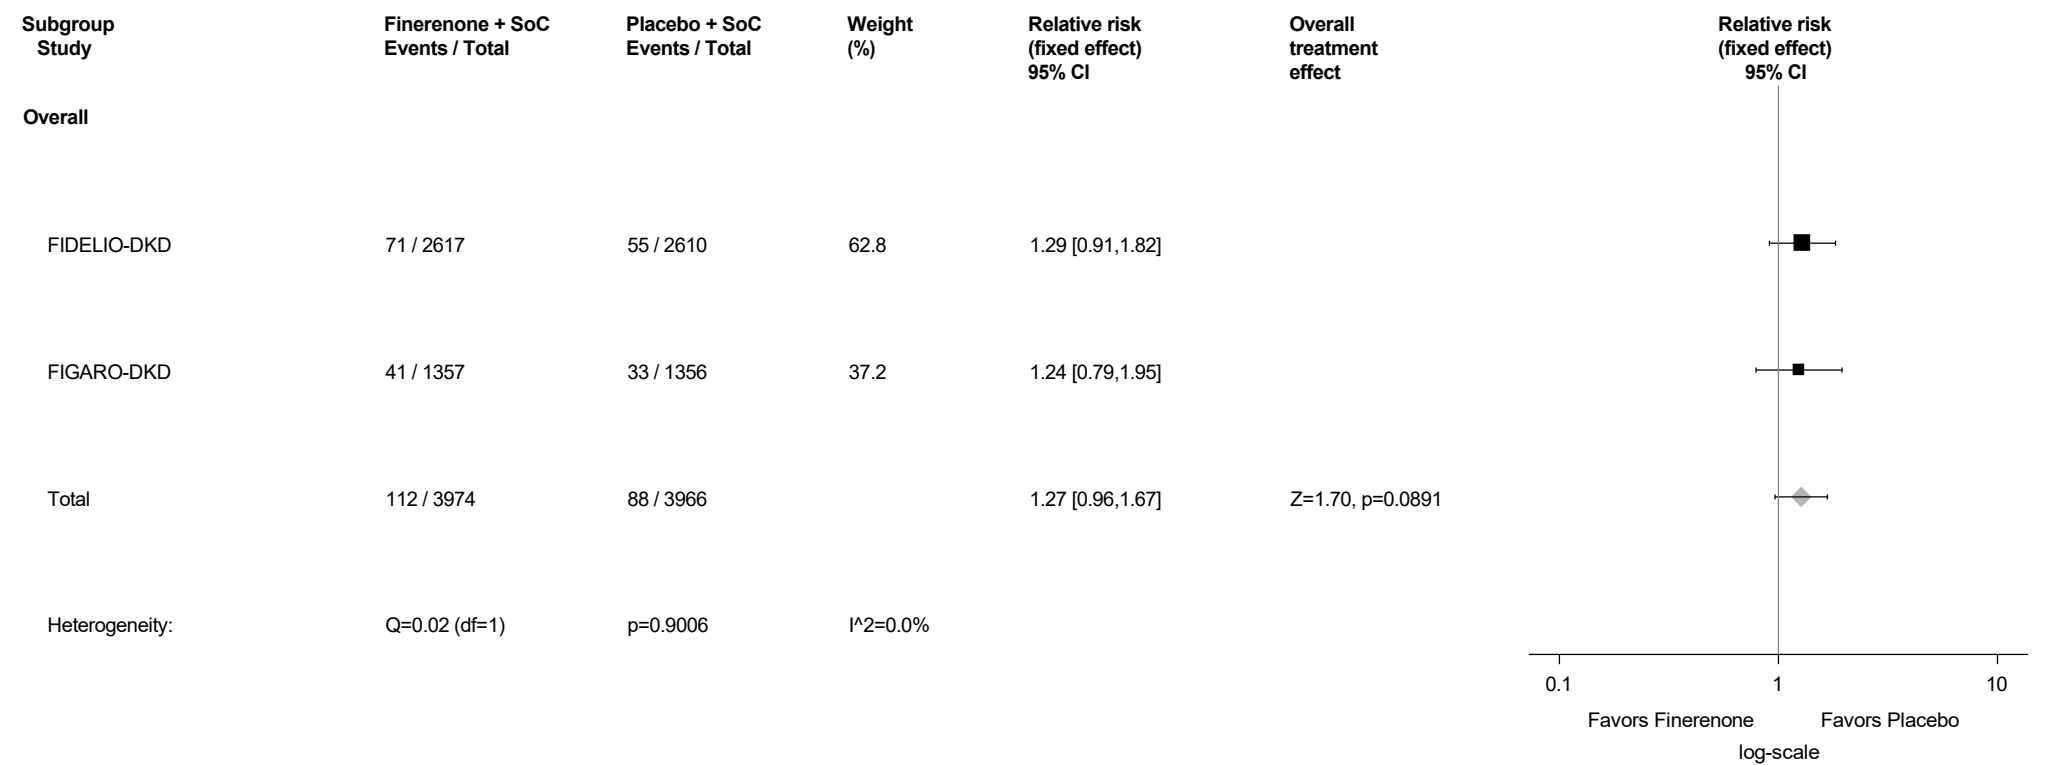 Subgroup Finerenone + SoC Placebo + SoC Weight Relative risk Overall Relative risk
Study Events / Total Events / Total (%) (fixed effect) treatment (fixed effect)
95% CI effect 95% CI
Overall
FIDELIO-DKD 71 / 2617 55 / 2610 62.8 1.29 [0.91,1.82]
FIGARO-DKD 41 / 1357 33 / 1356 37.2 1.24 [0.79,1.95]
Total 112 / 3974 88 / 3966 1.27 [0.96,1.67] Z=1.70, p=0.0891
Heterogeneity: Q=0.02 (df=1) p=0.9006 I^2=0.0%
0.1 1 10
Favors Finerenone Favors Placebo
log-scale